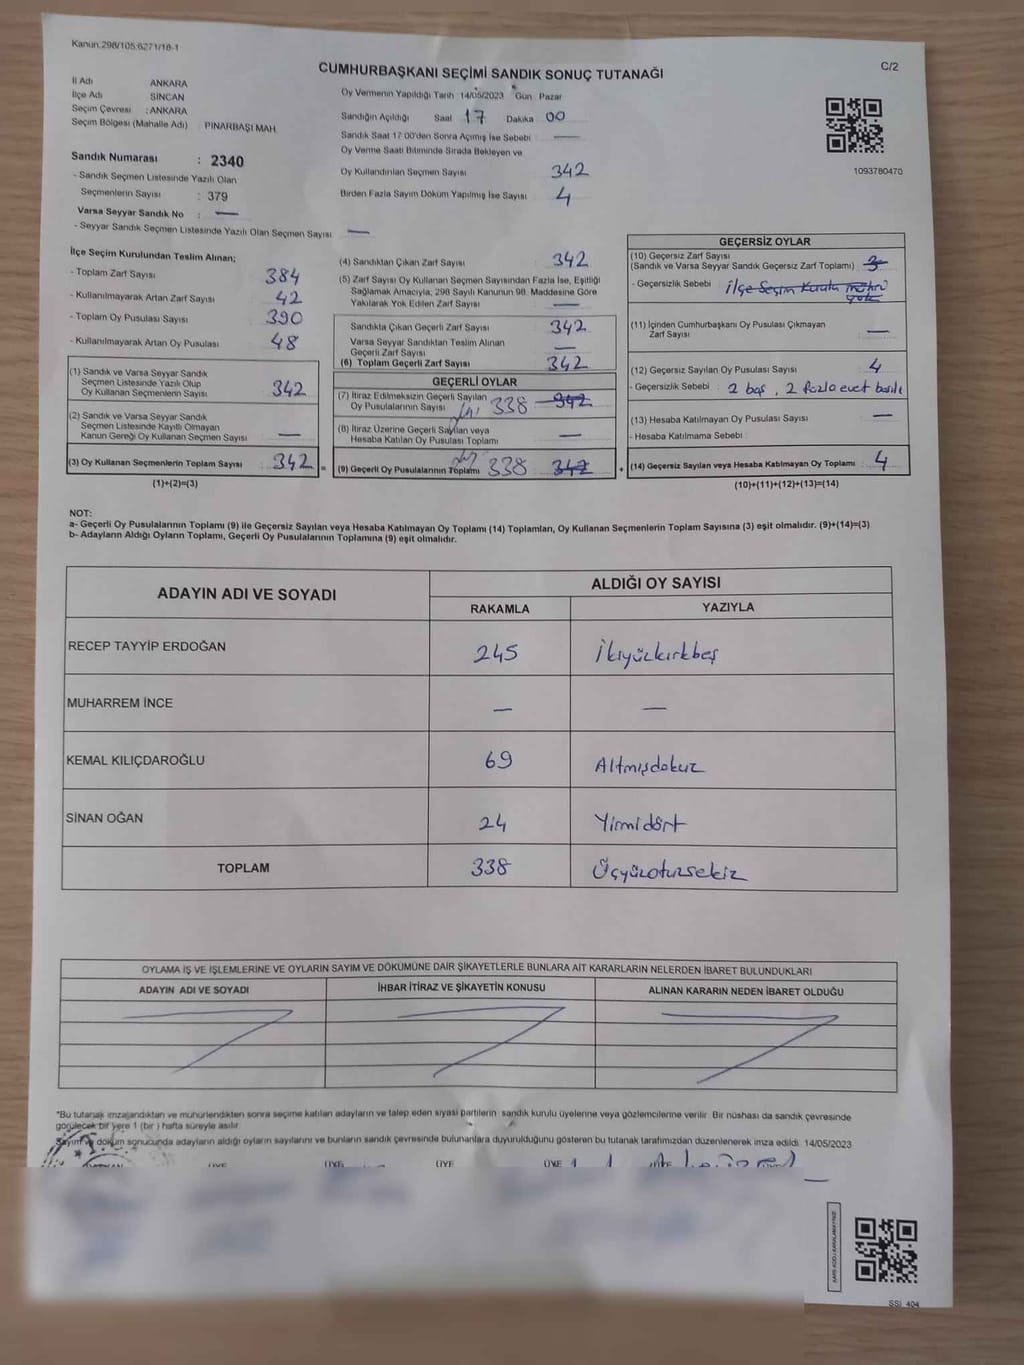 Kanun:298/105;6271/18-1
C/2
CUMHURBAŞKANI SEÇİMİ SANDIK SONUÇ TUTANAĞI
İl Adı ANKARA
İlçe Adı SİNCAN
Seçim Çevresi : ANKARA
Seçim Bölgesi (Mahalle Adı) : PINARBAŞI MAH.
Sandık Numarası : 2340
- Sandık Seçmen Listesinde Yazılı Olan
Seçmenlerin Sayısı : 379
Varsa Seyyar Sandık No : —
- Seyyar Sandık Seçmen Listesinde Yazılı Olan Seçmen Sayısı —
Oy Vermenin Yapıldığı Tarih 14/05/2023 Gün Pazar
Sandığın Açıldığı Saat 17 Dakika 00
Sandık Saat 17:00'den Sonra Açımış İse Sebebi —
Oy Verme Saati Bitiminde Sırada Bekleyen ve
Oy Kullandırılan Seçmen Sayısı 342
Birden Fazla Sayım Döküm Yapılmış İse Sayısı 4
1093780470
İlçe Seçim Kurulundan Teslim Alınan;
- Toplam Zarf Sayısı 384
- Kullanılmayarak Artan Zarf Sayısı 42
- Toplam Oy Pusulası Sayısı 390
- Kullanılmayarak Artan Oy Pusulası 48
(1) Sandık ve Varsa Seyyar Sandık
Seçmen Listesinde Yazılı Olup
Oy Kullanan Seçmenlerin Sayısı 342
(2) Sandık ve Varsa Seyyar Sandık
Seçmen Listesinde Kayıtlı Olmayan
Kanun Gereği Oy Kullanan Seçmen Sayısı —
(3) Oy Kullanan Seçmenlerin Toplam Sayısı 342 =
(1)+(2)=(3)
(4) Sandıktan Çıkan Zarf Sayısı 342
(5) Zarf Sayısı Oy Kullanan Seçmen Sayısından Fazla İse, Eşitliği
Sağlamak Amacıyla, 298 Sayılı Kanunun 98. Maddesine Göre
Yakılarak Yok Edilen Zarf Sayısı —
Sandıkta Çıkan Geçerli Zarf Sayısı 342
Varsa Seyyar Sandıktan Teslim Alınan
Geçerli Zarf Sayısı —
(6) Toplam Geçerli Zarf Sayısı 342
GEÇERLİ OYLAR
(7) İtiraz Edilmeksizin Geçerli Sayılan
Oy Pusulalarının Sayısı 338 342
(8) İtiraz Üzerine Geçerli Sayılan veya
Hesaba Katılan Oy Pusulası Toplamı —
(9) Geçerli Oy Pusulalarının Toplamı 338 342 +
GEÇERSİZ OYLAR
(10) Geçersiz Zarf Sayısı
(Sandık ve Varsa Seyyar Sandık Geçersiz Zarf Toplamı) 3
- Geçersizlik Sebebi : İlçe Seçim Kurulu mührü
yok
(11) İçinden Cumhurbaşkanı Oy Pusulası Çıkmayan
Zarf Sayısı —
(12) Geçersiz Sayılan Oy Pusulası Sayısı 4
- Geçersizlik Sebebi : 2 boş, 2 fazla evet basılı
(13) Hesaba Katılmayan Oy Pusulası Sayısı —
- Hesaba Katılmama Sebebi
(14) Geçersiz Sayılan veya Hesaba Katılmayan Oy Toplamı 4
(10)+(11)+(12)+(13)=(14)
NOT:
a- Geçerli Oy Pusulalarının Toplamı (9) ile Geçersiz Sayılan veya Hesaba Katılmayan Oy Toplamı (14) Toplamları, Oy Kullanan Seçmenlerin Toplam Sayısına (3) eşit olmalıdır. (9)+(14)=(3)
b- Adayların Aldığı Oyların Toplamı, Geçerli Oy Pusulalarının Toplamına (9) eşit olmalıdır.
ADAYIN ADI VE SOYADI ALDIĞI OY SAYISI
RAKAMLA YAZIYLA
RECEP TAYYİP ERDOĞAN 245 İkiyüzkırkbeş
MUHARREM İNCE — —
KEMAL KILIÇDAROĞLU 69 Altmışdokuz
SİNAN OĞAN 24 Yirmidört
TOPLAM 338 Üçyüzotuzsekiz
OYLAMA İŞ VE İŞLEMLERİNE VE OYLARIN SAYIM VE DÖKÜMÜNE DAİR ŞİKAYETLERLE BUNLARA AİT KARARLARIN NELERDEN İBARET BULUNDUKLARI
ADAYIN ADI VE SOYADI İHBAR İTİRAZ VE ŞİKAYETİN KONUSU ALINAN KARARIN NEDEN İBARET OLDUĞU
*Bu tutanak imzalandıktan ve mühürlendikten sonra seçime katılan adayların ve talep eden siyasi partilerin sandık kurulu üyelerine veya gözlemcilerine verilir. Bir nüshası da sandık çevresinde
görülecek bir yere 1 (bir) hafta süreyle asılır.
Sayım ve döküm sonucunda adayların aldığı oyların sayılarını ve bunların sandık çevresinde bulunanlara duyurulduğunu gösteren bu tutanak tarafımızdan düzenlenerek imza edildi. 14/05/2023
ÜYE ÜYE ÜYE ÜYE
SSI_404